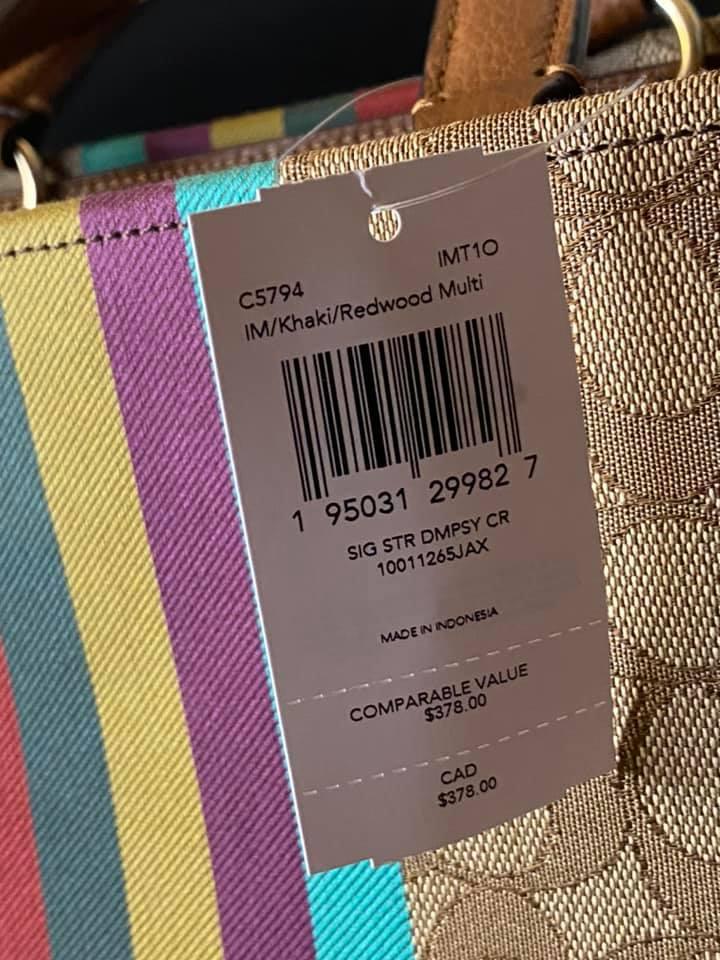 IMT1O
C5794
IM/Khaki/Redwood Multi
1 95031 29982 7
SIG STR DMPSY CR
10011265JAX
MADE IN INDONESIA
COMPARABLE VALUE
$378.00
CAD
$378.00